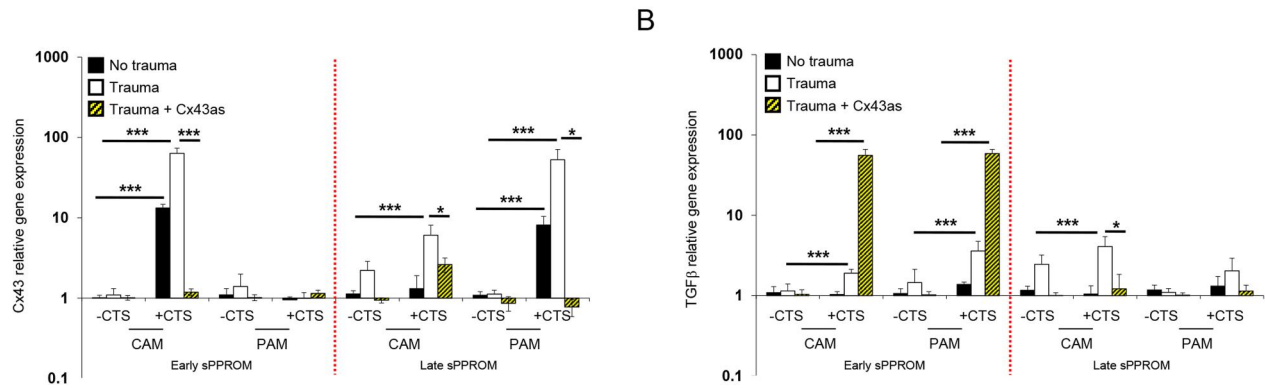 B
1000
No trauma
Trauma
Trauma + Cx43as
100
10
1
0.1
Cx43 relative gene expression
*** *** *** * 
*** *** * ***
-CTS +CTS -CTS +CTS -CTS +CTS -CTS +CTS
CAM PAM CAM PAM
Early sPPROM Late sPPROM
1000
No trauma
Trauma
Trauma + Cx43as
100
10
1
0.1
TGFβ relative gene expression
*** ***
*** *** *** *
-CTS +CTS -CTS +CTS -CTS +CTS -CTS +CTS
CAM PAM CAM PAM
Early sPPROM Late sPPROM